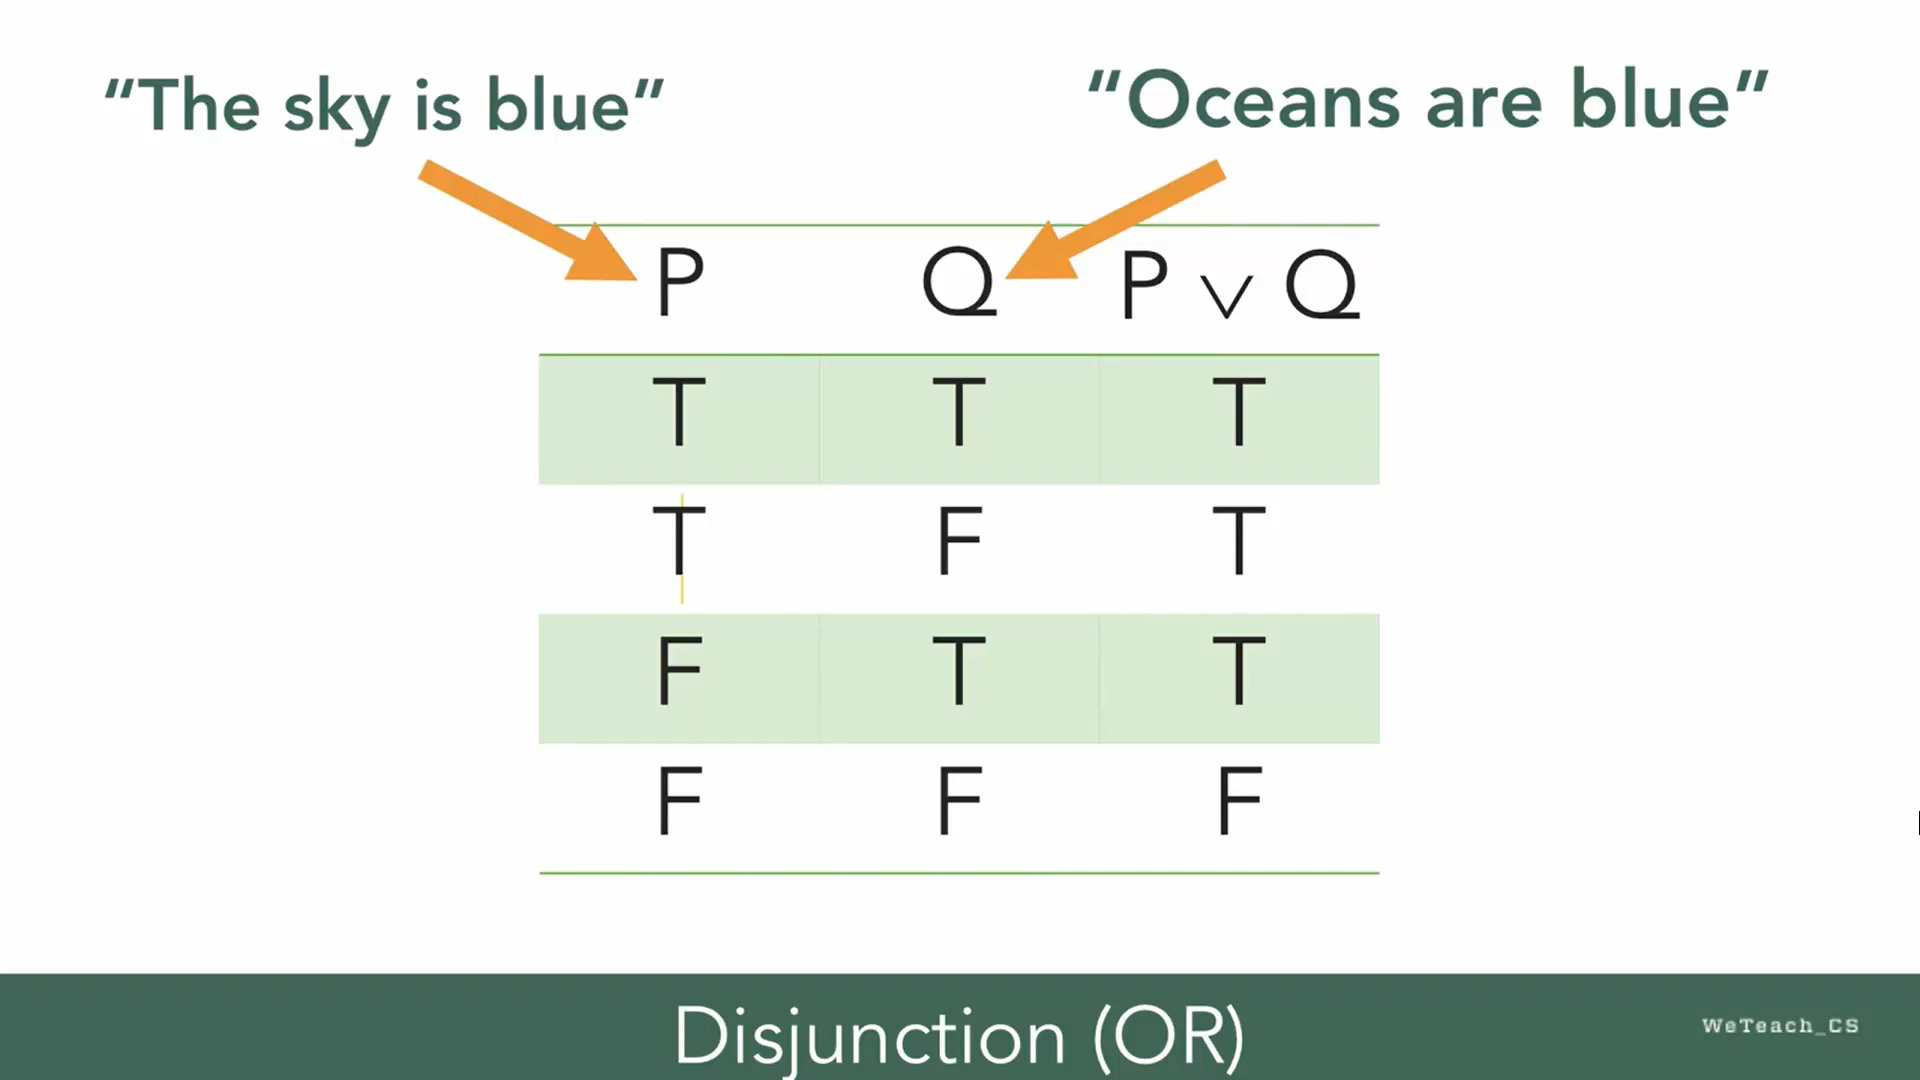 “The sky is blue”
“Oceans are blue”
P Q P ∨ Q
T T T
T F T
F T T
F F F
Disjunction (OR)
WeTeach_CS